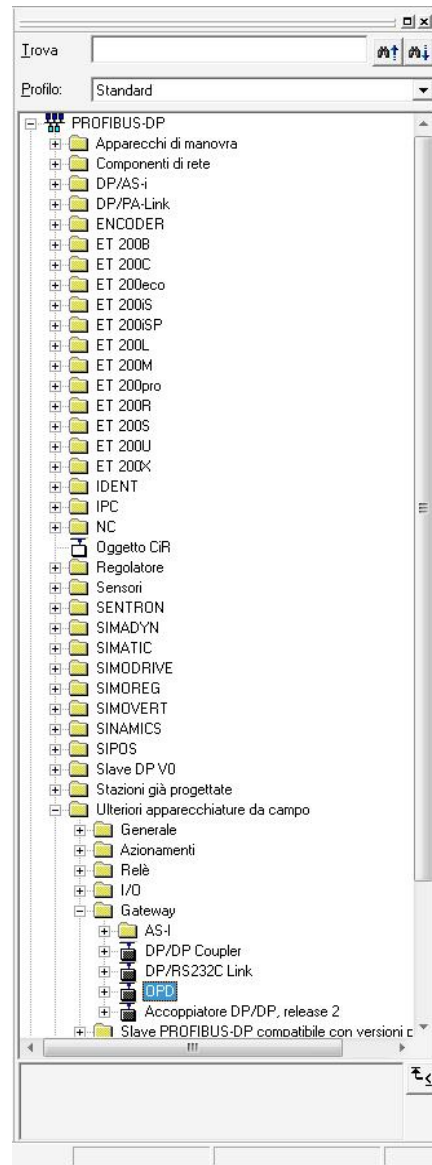 Trova
Profilo: Standard
PROFIBUS-DP
Apparecchi di manovra
Componenti di rete
DP/AS-i
DP/PA-Link
ENCODER
ET 200B
ET 200C
ET 200eco
ET 200iS
ET 200iSP
ET 200L
ET 200M
ET 200pro
ET 200R
ET 200S
ET 200U
ET 200X
IDENT
IPC
NC
Oggetto CiR
Regolatore
Sensori
SENTRON
SIMADYN
SIMATIC
SIMODRIVE
SIMOREG
SIMOVERT
SINAMICS
SIPOS
Slave DP V0
Stazioni già progettate
Ulteriori apparecchiature da campo
Generale
Azionamenti
Relè
I/O
Gateway
AS-I
DP/DP Coupler
DP/RS232C Link
OPD
Accoppiatore DP/DP, release 2
Slave PROFIBUS-DP compatibile con versioni